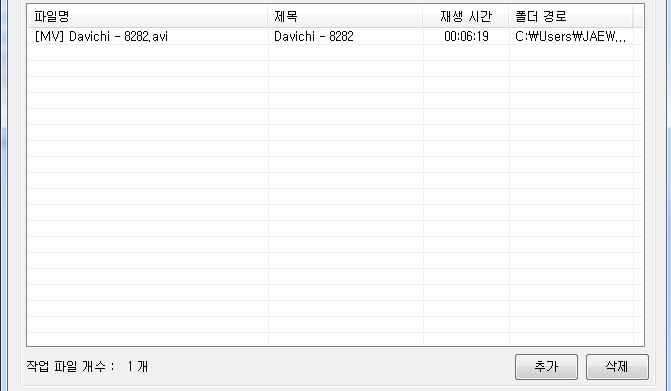 파일명 제목 재생 시간 폴더 경로
[MV] Davichi - 8282.avi Davichi - 8282 00:06:19 C:₩Users₩JAEW...
작업 파일 개수 : 1 개 추가 삭제